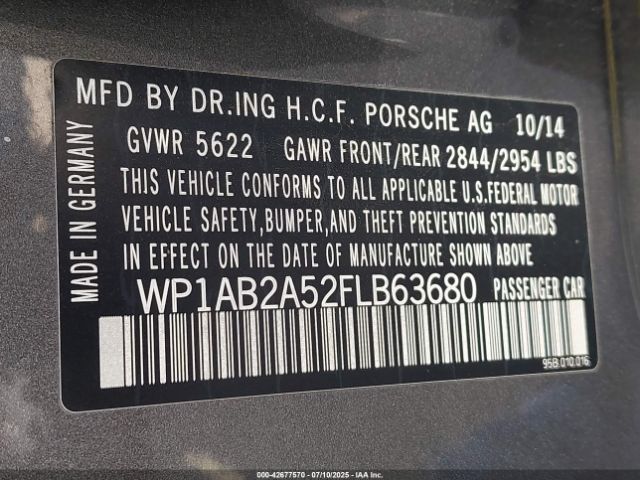 MFD BY DR.ING H.C.F. PORSCHE AG 10/14
GVWR 5622 GAWR FRONT/REAR 2844/2954 LBS
THIS VEHICLE CONFORMS TO ALL APPLICABLE U.S.FEDERAL MOTOR
VEHICLE SAFETY,BUMPER,AND THEFT PREVENTION STANDARDS
IN EFFECT ON THE DATE OF MANUFACTURE SHOWN ABOVE
WP1AB2A52FLB63680 PASSENGER CAR
95B.010.016
MADE IN GERMANY
000-42677570 07/10/2025 IAA, Inc.